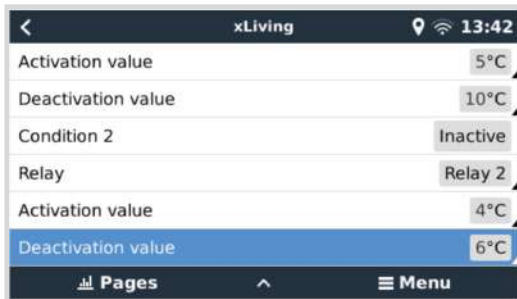 xLiving 13:42
Activation value 5°C
Deactivation value 10°C
Condition 2 Inactive
Relay Relay 2
Activation value 4°C
Deactivation value 6°C
Pages Menu